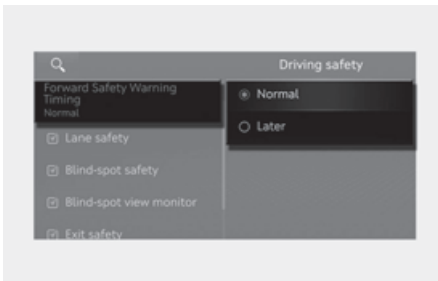 Driving safety
Forward Safety Warning
Timing
Normal
Lane safety
Blind-spot safety
Blind-spot view monitor
Exit safety
Normal
Later